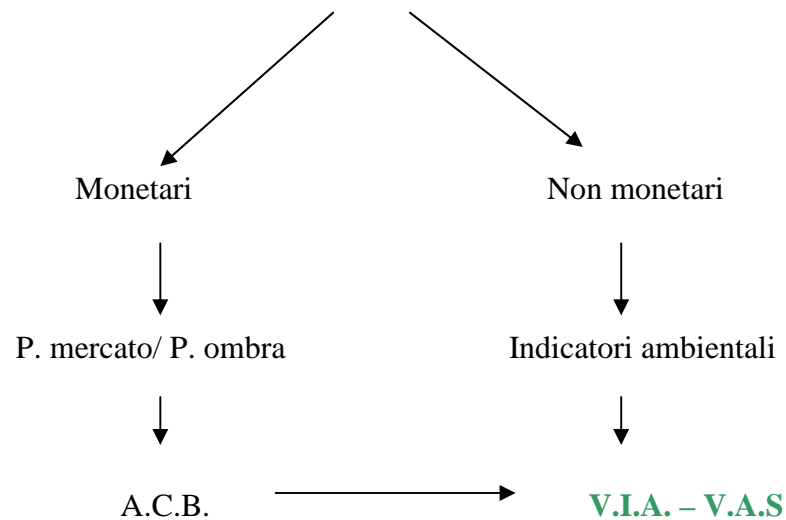 Monetari
Non monetari
P. mercato/ P. ombra
Indicatori ambientali
A.C.B.
V.I.A. – V.A.S